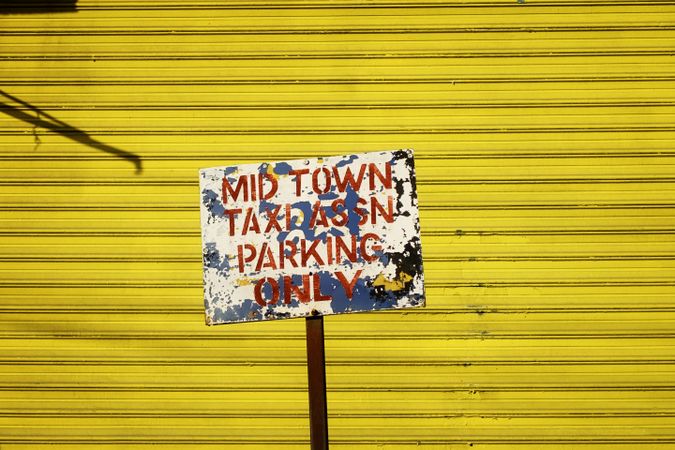 MID TOWN
TAXI ASSN
PARKING
ONLY